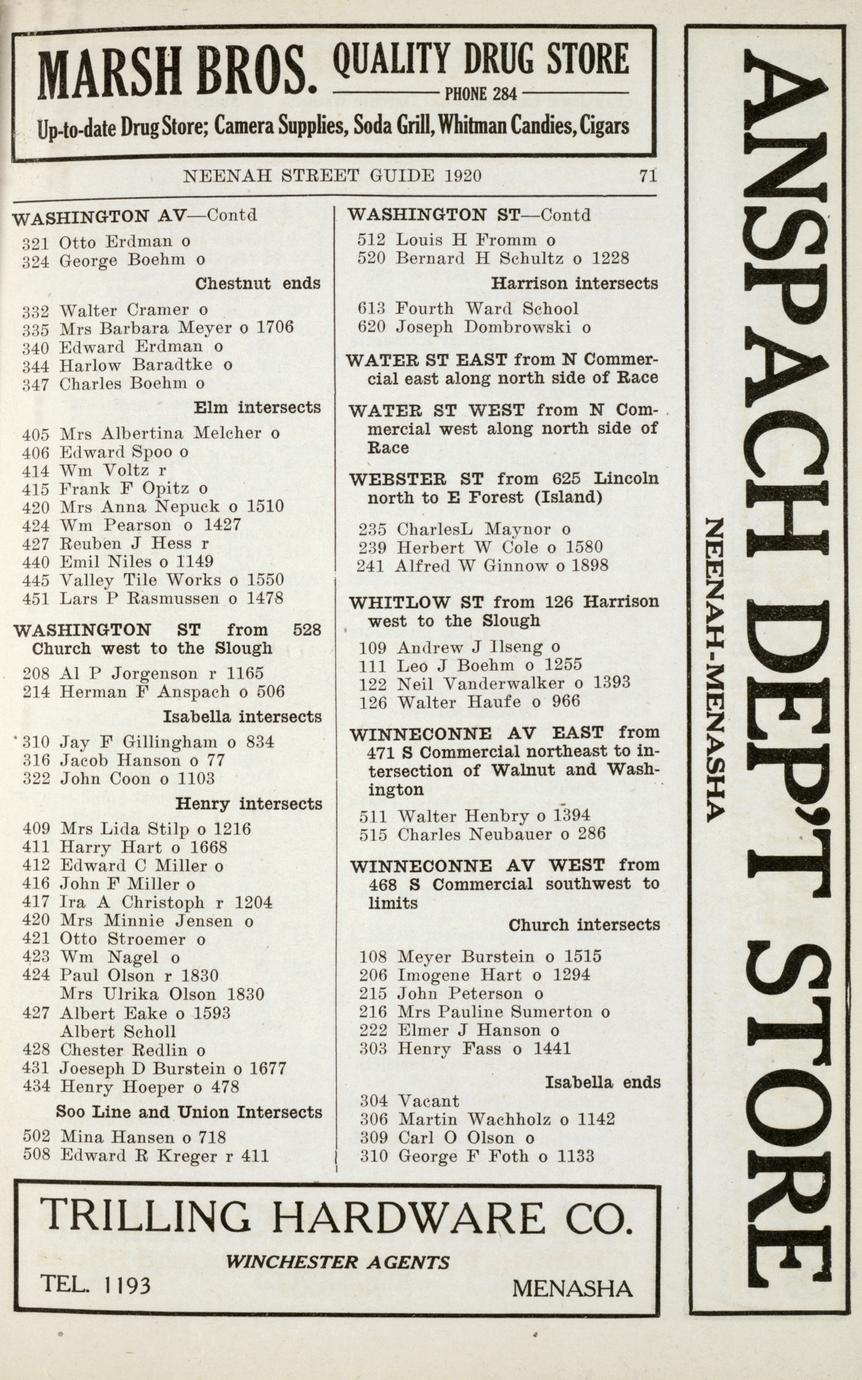 MARSH BROS. QUALITY DRUG STORE
PHONE 284
Up-to-date Drug Store; Camera Supplies, Soda Grill, Whitman Candies, Cigars
NEENAH STREET GUIDE 1920 71
WASHINGTON AV—Contd
321 Otto Erdman o
324 George Boehm o
Chestnut ends
332 Walter Cramer o
335 Mrs Barbara Meyer o 1706
340 Edward Erdman o
344 Harlow Baradtke o
347 Charles Boehm o
Elm intersects
405 Mrs Albertina Melcher o
406 Edward Spoo o
414 Wm Voltz r
415 Frank F Opitz o
420 Mrs Anna Nepuck o 1510
424 Wm Pearson o 1427
427 Reuben J Hess r
440 Emil Niles o 1149
445 Valley Tile Works o 1550
451 Lars P Rasmussen o 1478
WASHINGTON ST from 528
Church west to the Slough
208 Al P Jorgenson r 1165
214 Herman F Anspach o 506
Isabella intersects
310 Jay F Gillingham o 834
316 Jacob Hanson o 77
322 John Coon o 1103
Henry intersects
409 Mrs Lida Stilp o 1216
411 Harry Hart o 1668
412 Edward C Miller o
416 John F Miller o
417 Ira A Christoph r 1204
420 Mrs Minnie Jensen o
421 Otto Stroemer o
423 Wm Nagel o
424 Paul Olson r 1830
Mrs Ulrika Olson 1830
427 Albert Eake o 1593
Albert Scholl
428 Chester Redlin o
431 Joeseph D Burstein o 1677
434 Henry Hoeper o 478
Soo Line and Union Intersects
502 Mina Hansen o 718
508 Edward R Kreger r 411
WASHINGTON ST—Contd
512 Louis H Fromm o
520 Bernard H Schultz o 1228
Harrison intersects
613 Fourth Ward School
620 Joseph Dombrowski o
WATER ST EAST from N Commer-
cial east along north side of Race
WATER ST WEST from N Com-
mercial west along north side of
Race
WEBSTER ST from 625 Lincoln
north to E Forest (Island)
235 CharlesL Maynor o
239 Herbert W Cole o 1580
241 Alfred W Ginnow o 1898
WHITLOW ST from 126 Harrison
west to the Slough
109 Andrew J Ilseng o
111 Leo J Boehm o 1255
122 Neil Vanderwalker o 1393
126 Walter Haufe o 966
WINNECONNE AV EAST from
471 S Commercial northeast to in-
tersection of Walnut and Wash-
ington
511 Walter Henbry o 1394
515 Charles Neubauer o 286
WINNECONNE AV WEST from
468 S Commercial southwest to
limits
Church intersects
108 Meyer Burstein o 1515
206 Imogene Hart o 1294
215 John Peterson o
216 Mrs Pauline Sumerton o
222 Elmer J Hanson o
303 Henry Fass o 1441
Isabella ends
304 Vacant
306 Martin Wachholz o 1142
309 Carl O Olson o
310 George F Foth o 1133
TRILLING HARDWARE CO.
WINCHESTER AGENTS
TEL. 1193 MENASHA
ANSPACH DEP'T STORE
NEENAH-MENASHA